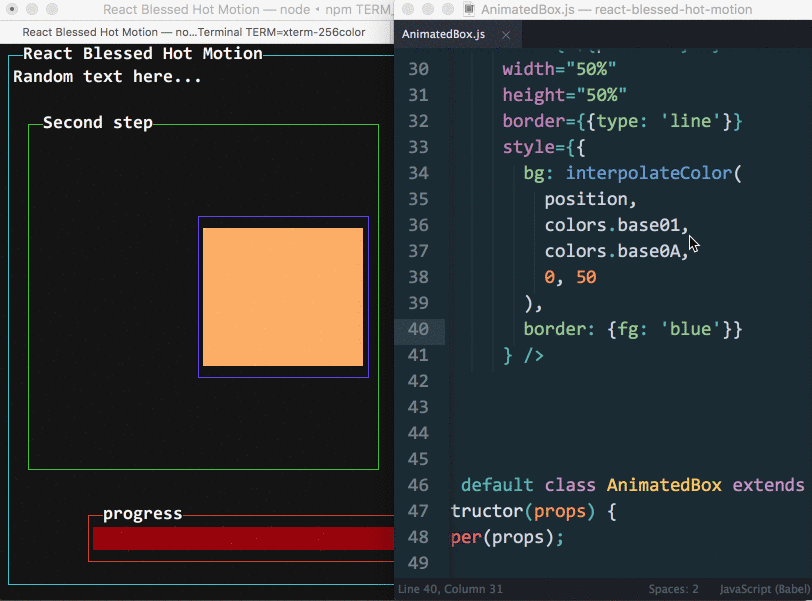 React Blessed Hot Motion — node • npm TERM
React Blessed Hot Motion — no...Terminal TERM=xterm-256color
React Blessed Hot Motion
Random text here...
Second step
progress
AnimatedBox.js — react-blessed-hot-motion
AnimatedBox.js ×
30 width="50%"
31 height="50%"
32 border={{type: 'line'}}
33 style={{
34 bg: interpolateColor(
35 position,
36 colors.base01,
37 colors.base0A,
38 0, 50
39 ),
40 border: {fg: 'blue'}}
41 } />
42
43
44
45
46 default class AnimatedBox extends
47 tructor(props) {
48 per(props);
49
Line 40, Column 31 Spaces: 2 JavaScript (Babel)